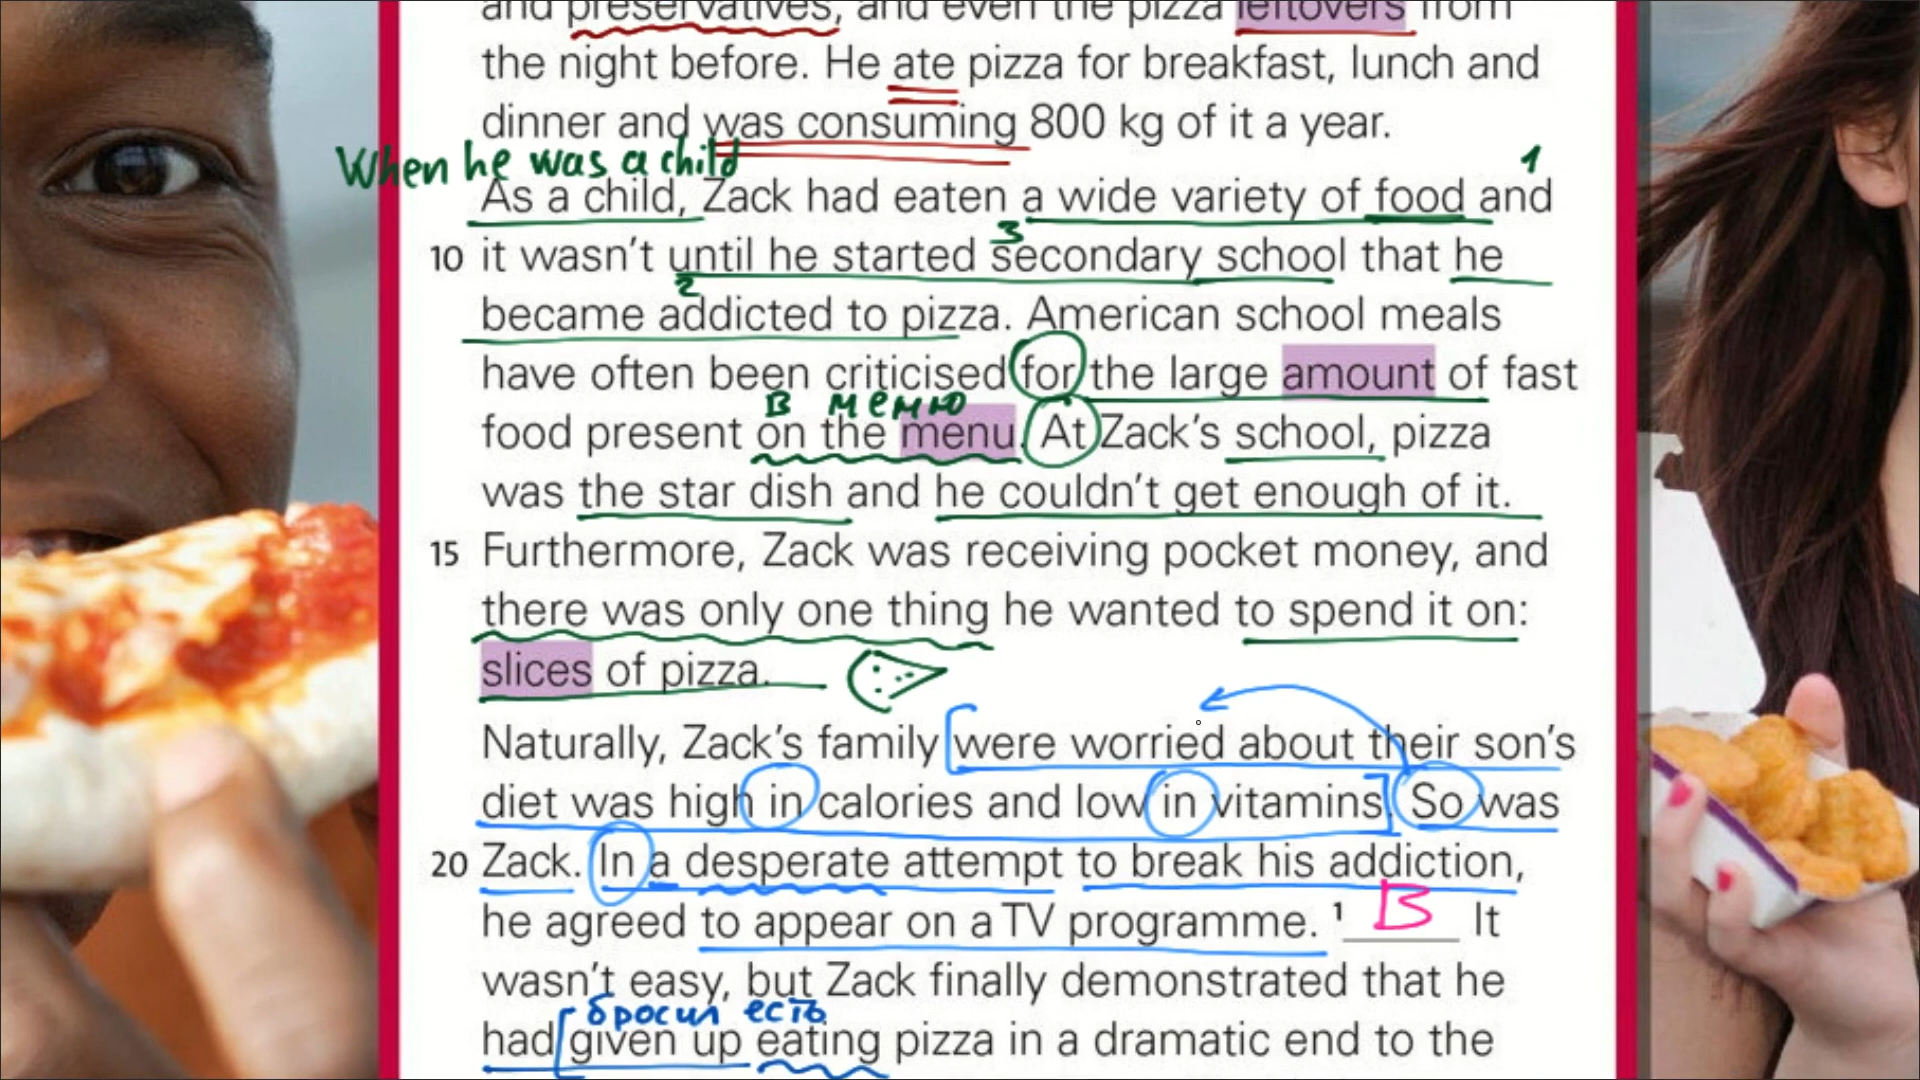 and preservatives, and even the pizza leftovers from
the night before. He ate pizza for breakfast, lunch and
dinner and was consuming 800 kg of it a year.
When he was a child
1
As a child, Zack had eaten a wide variety of food and
3
10 it wasn't until he started secondary school that he
2
became addicted to pizza. American school meals
have often been criticised for the large amount of fast
в меню
food present on the menu. At Zack's school, pizza
was the star dish and he couldn't get enough of it.
15 Furthermore, Zack was receiving pocket money, and
there was only one thing he wanted to spend it on:
slices of pizza.
Naturally, Zack's family were worried about their son's
diet was high in calories and low in vitamins. So was
20 Zack. In a desperate attempt to break his addiction,
he agreed to appear on a TV programme. 1 B It
wasn't easy, but Zack finally demonstrated that he
бросил есть
had given up eating pizza in a dramatic end to the